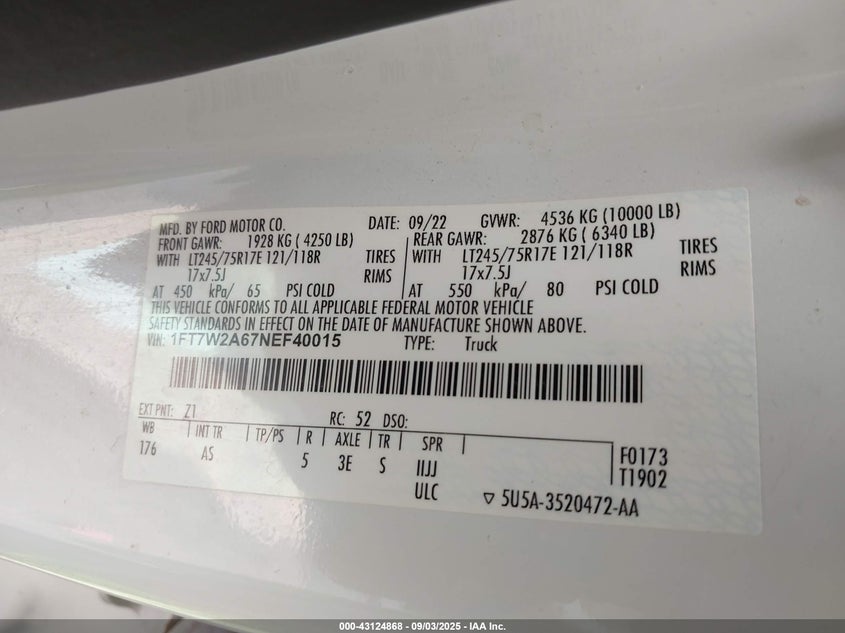 MFD. BY FORD MOTOR CO. DATE: 09/22 GVWR: 4536 KG (10000 LB)
FRONT GAWR: 1928 KG ( 4250 LB) REAR GAWR: 2876 KG ( 6340 LB)
WITH LT245/75R17E 121/118R TIRES WITH LT245/75R17E 121/118R TIRES
17x7.5J RIMS 17x7.5J RIMS
AT 450 kPa/ 65 PSI COLD AT 550 kPa/ 80 PSI COLD
THIS VEHICLE CONFORMS TO ALL APPLICABLE FEDERAL MOTOR VEHICLE
SAFETY STANDARDS IN EFFECT ON THE DATE OF MANUFACTURE SHOWN ABOVE.
VIN: 1FT7W2A67NEF40015 TYPE: Truck
EXT PNT: Z1 RC: 52 DSO:
WB INT TR TP/PS R AXLE TR SPR
176 AS 5 3E S IIJJ
ULC
F0173
T1902
▽ 5U5A-3520472-AA
000-43124868 - 09/03/2025 - IAA Inc.